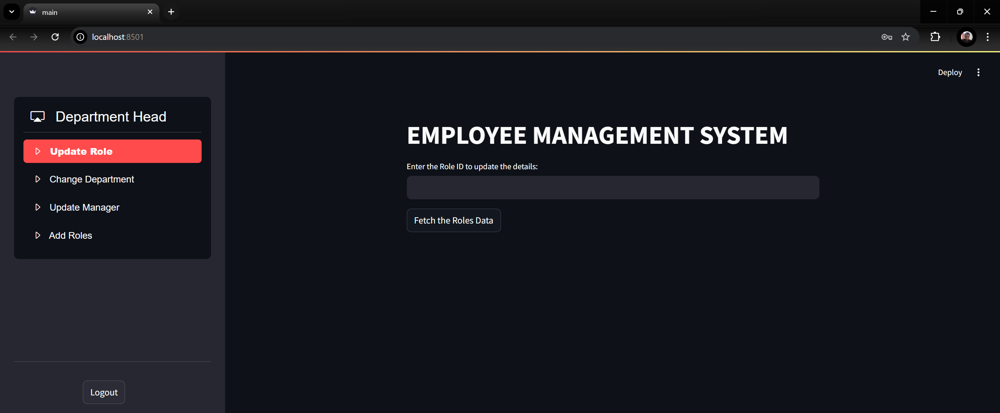 main
localhost:8501
Deploy
Department Head
Update Role
Change Department
Update Manager
Add Roles
Logout
EMPLOYEE MANAGEMENT SYSTEM
Enter the Role ID to update the details:
Fetch the Roles Data